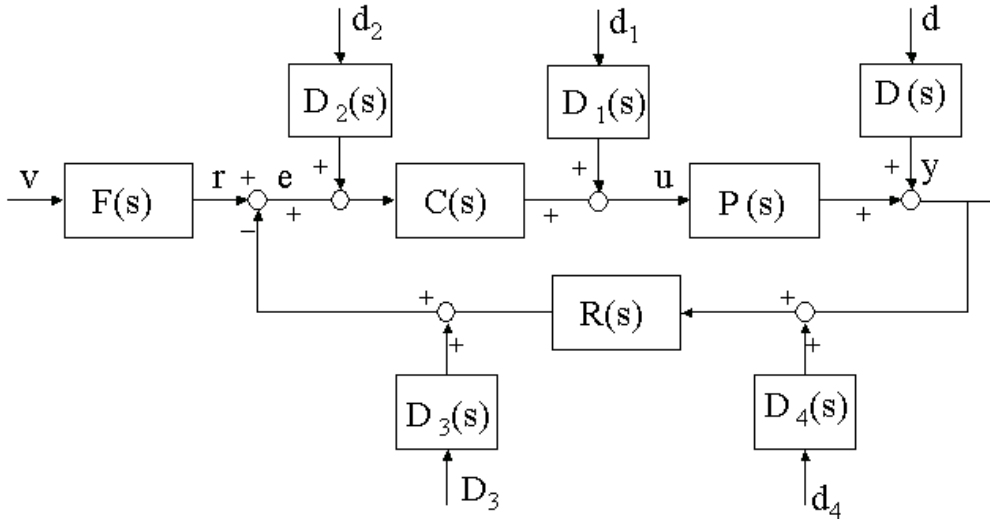 d₂
d₁
d
D₂(s)
D₁(s)
D(s)
+
+
+
y
v
F(s)
r
+
e
+
C(s)
+
u
P(s)
+
−
+
R(s)
+
+
+
D₃(s)
D₄(s)
D₃
d₄